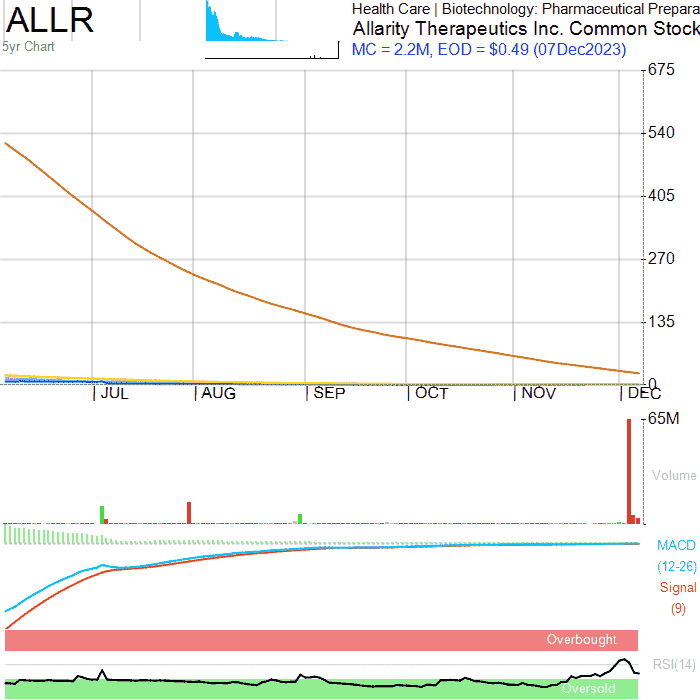 ALLR
Health Care | Biotechnology: Pharmaceutical Prepara
Allarity Therapeutics Inc. Common Stock
5yr Chart
MC = 2.2M, EOD = $0.49 (07Dec2023)
675
540
405
270
135
0
JUL
AUG
SEP
OCT
NOV
DEC
65M
Volume
MACD
(12-26)
Signal
(9)
Overbought
RSI(14)
Oversold